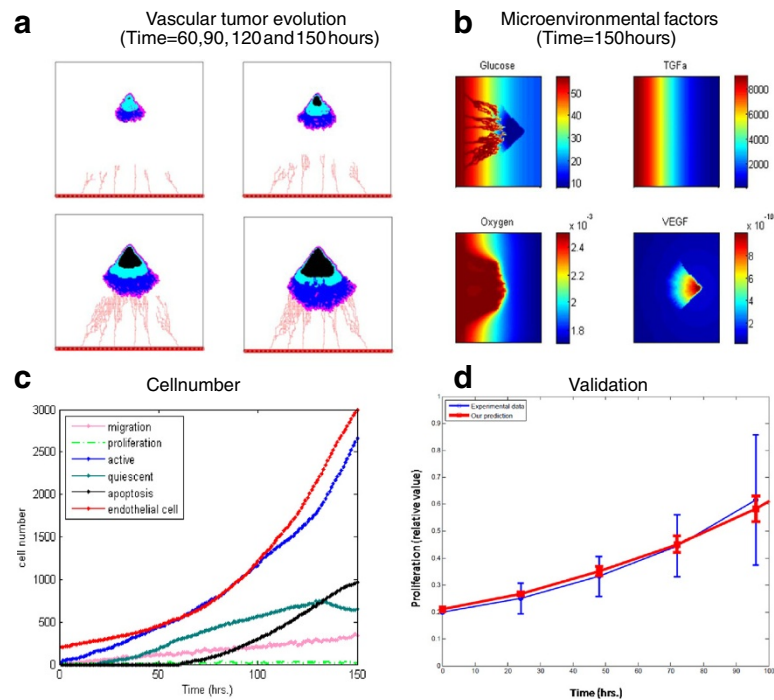 a
Vascular tumor evolution
(Time=60,90, 120 and 150 hours)
b
Microenvironmental factors
(Time=150hours)
Glucose
50
40
30
20
10
TGFa
8000
6000
4000
2000
0
Oxygen
x 10⁻³
2.4
2.2
2
1.8
VEGF
x 10⁻¹⁰
8
6
4
2
c
Cellnumber
3000
2500
2000
1500
1000
500
0
cell number
migration
proliferation
active
quiescent
apoptosis
endothelial cell
0
50
100
150
Time (hrs.)
d
Validation
Experimental data
Our prediction
1
0.9
0.8
0.7
0.6
0.5
0.4
0.3
0.2
0.1
0
Proliferation (relative value)
0
10
20
30
40
50
60
70
80
90
100
Time (hrs.)